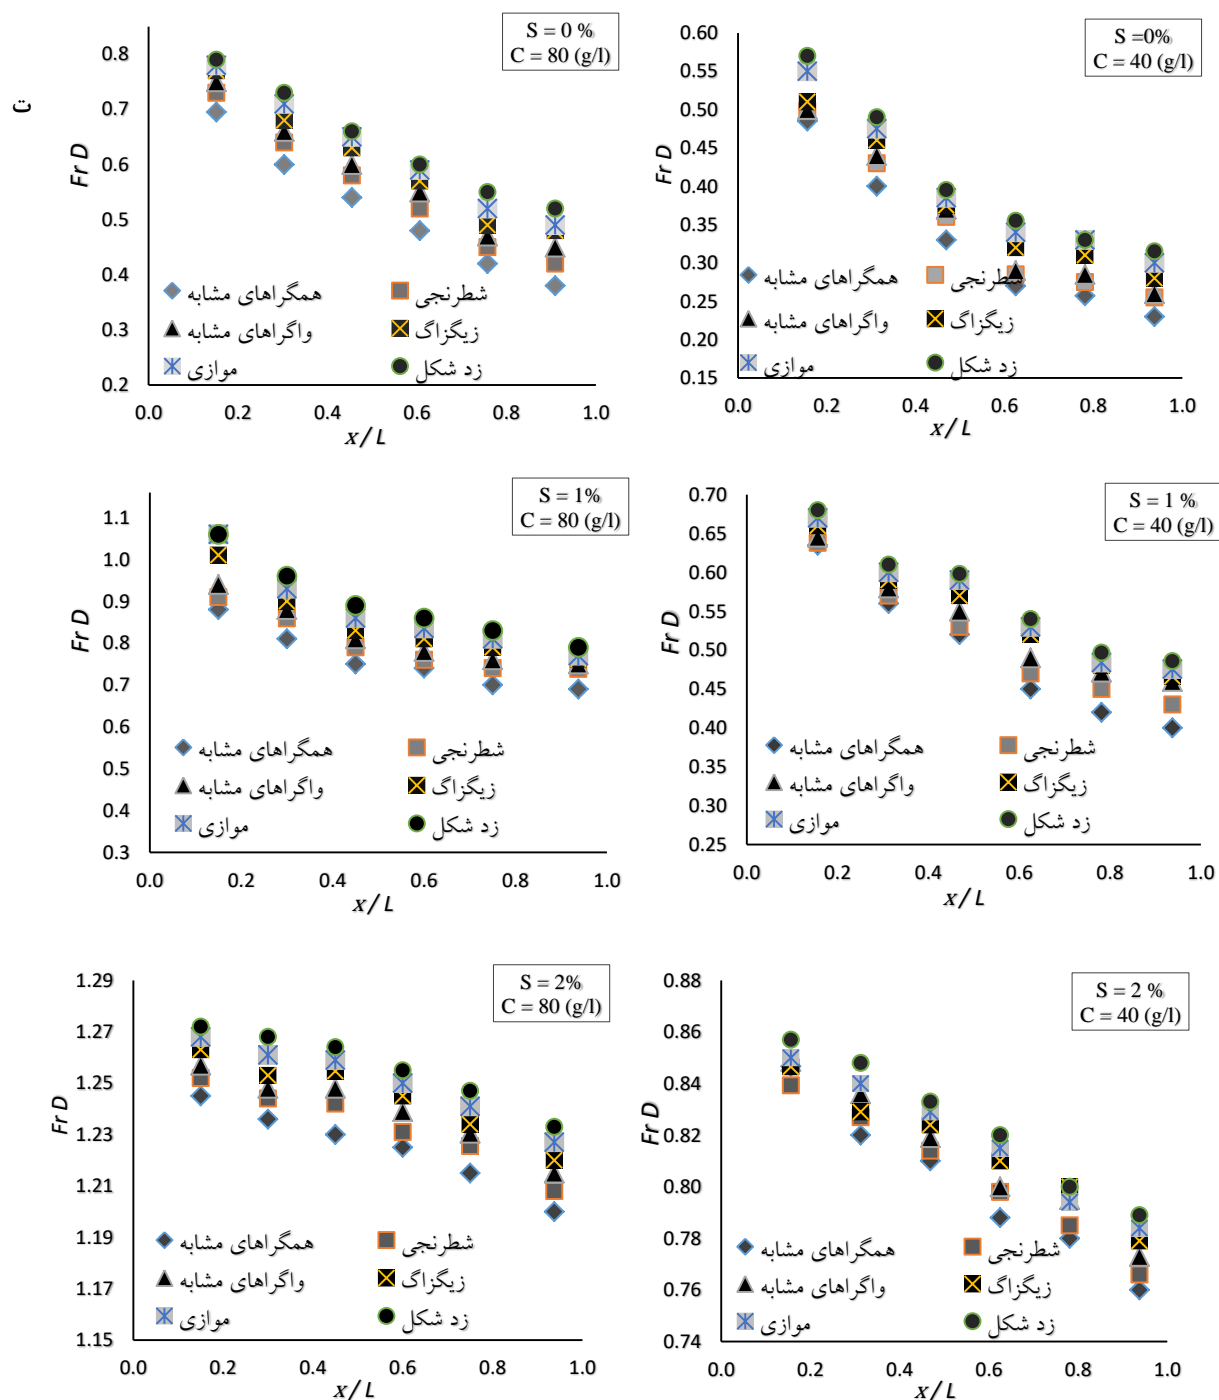 S = 0 %
C = 80 (g/l)
Fr D
0.8
0.7
0.6
0.5
0.4
0.3
0.2
همگراهای مشابه
شطرنجی
واگراهای مشابه
زیگزاگ
موازی
زد شکل
0.0 0.2 0.4 0.6 0.8 1.0
x / L
S =0%
C = 40 (g/l)
Fr D
0.60
0.55
0.50
0.45
0.40
0.35
0.30
0.25
0.20
0.15
همگراهای مشابه
شطرنجی
واگراهای مشابه
زیگزاگ
موازی
زد شکل
0.0 0.2 0.4 0.6 0.8 1.0
x / L
S = 1%
C = 80 (g/l)
Fr D
1.1
1.0
0.9
0.8
0.7
0.6
0.5
0.4
0.3
همگراهای مشابه
شطرنجی
واگراهای مشابه
زیگزاگ
موازی
زد شکل
0.0 0.2 0.4 0.6 0.8 1.0
x / L
S = 1 %
C = 40 (g/l)
Fr D
0.70
0.65
0.60
0.55
0.50
0.45
0.40
0.35
0.30
0.25
همگراهای مشابه
شطرنجی
واگراهای مشابه
زیگزاگ
موازی
زد شکل
0.0 0.2 0.4 0.6 0.8 1.0
x / L
S = 2%
C = 80 (g/l)
Fr D
1.29
1.27
1.25
1.23
1.21
1.19
1.17
1.15
همگراهای مشابه
شطرنجی
واگراهای مشابه
زیگزاگ
موازی
زد شکل
0.0 0.2 0.4 0.6 0.8 1.0
x / L
S = 2 %
C = 40 (g/l)
Fr D
0.88
0.86
0.84
0.82
0.80
0.78
0.76
0.74
همگراهای مشابه
شطرنجی
واگراهای مشابه
زیگزاگ
موازی
زد شکل
0.0 0.2 0.4 0.6 0.8 1.0
x / L